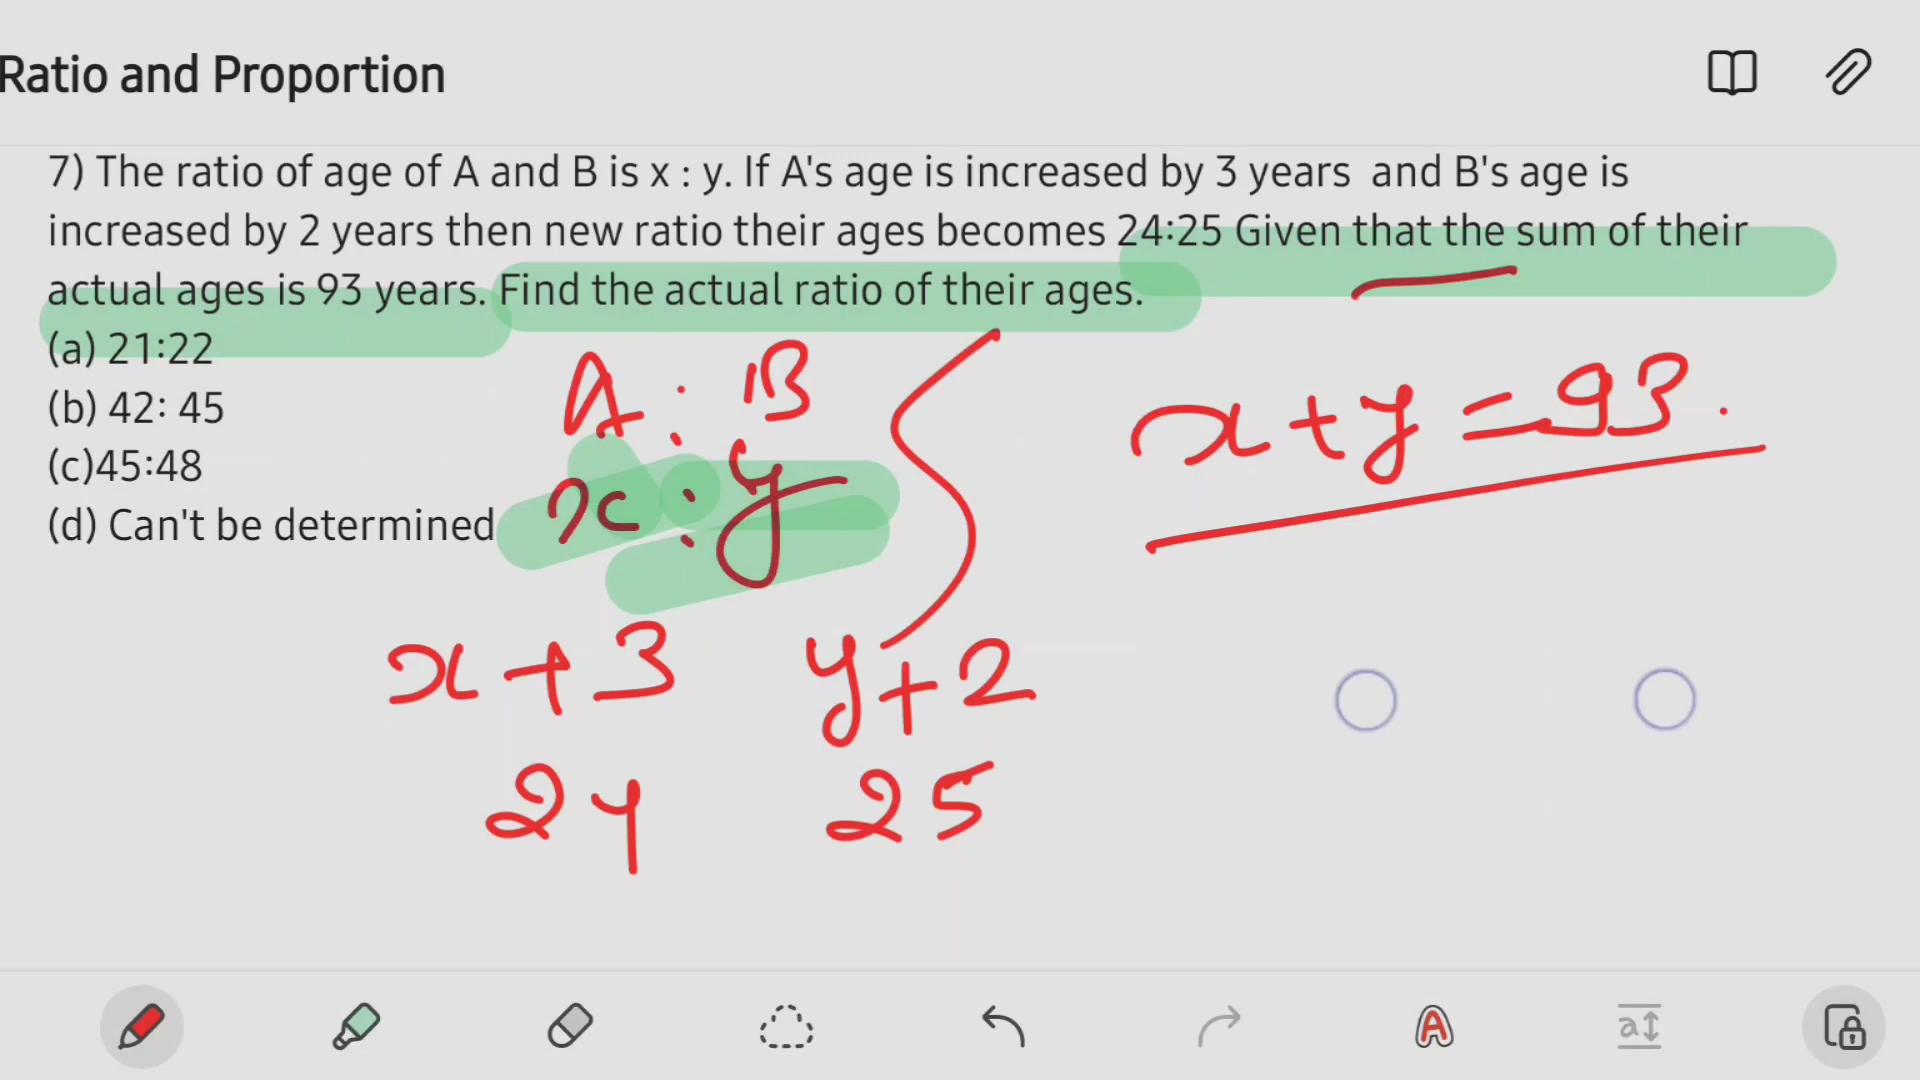 Ratio and Proportion
7) The ratio of age of A and B is x : y. If A's age is increased by 3 years and B's age is
increased by 2 years then new ratio their ages becomes 24:25 Given that the sum of their
actual ages is 93 years. Find the actual ratio of their ages.
(a) 21:22
(b) 42: 45
(c)45:48
(d) Can't be determined
A : B
x : y
x + y = 93.
x + 3 y + 2
24 25